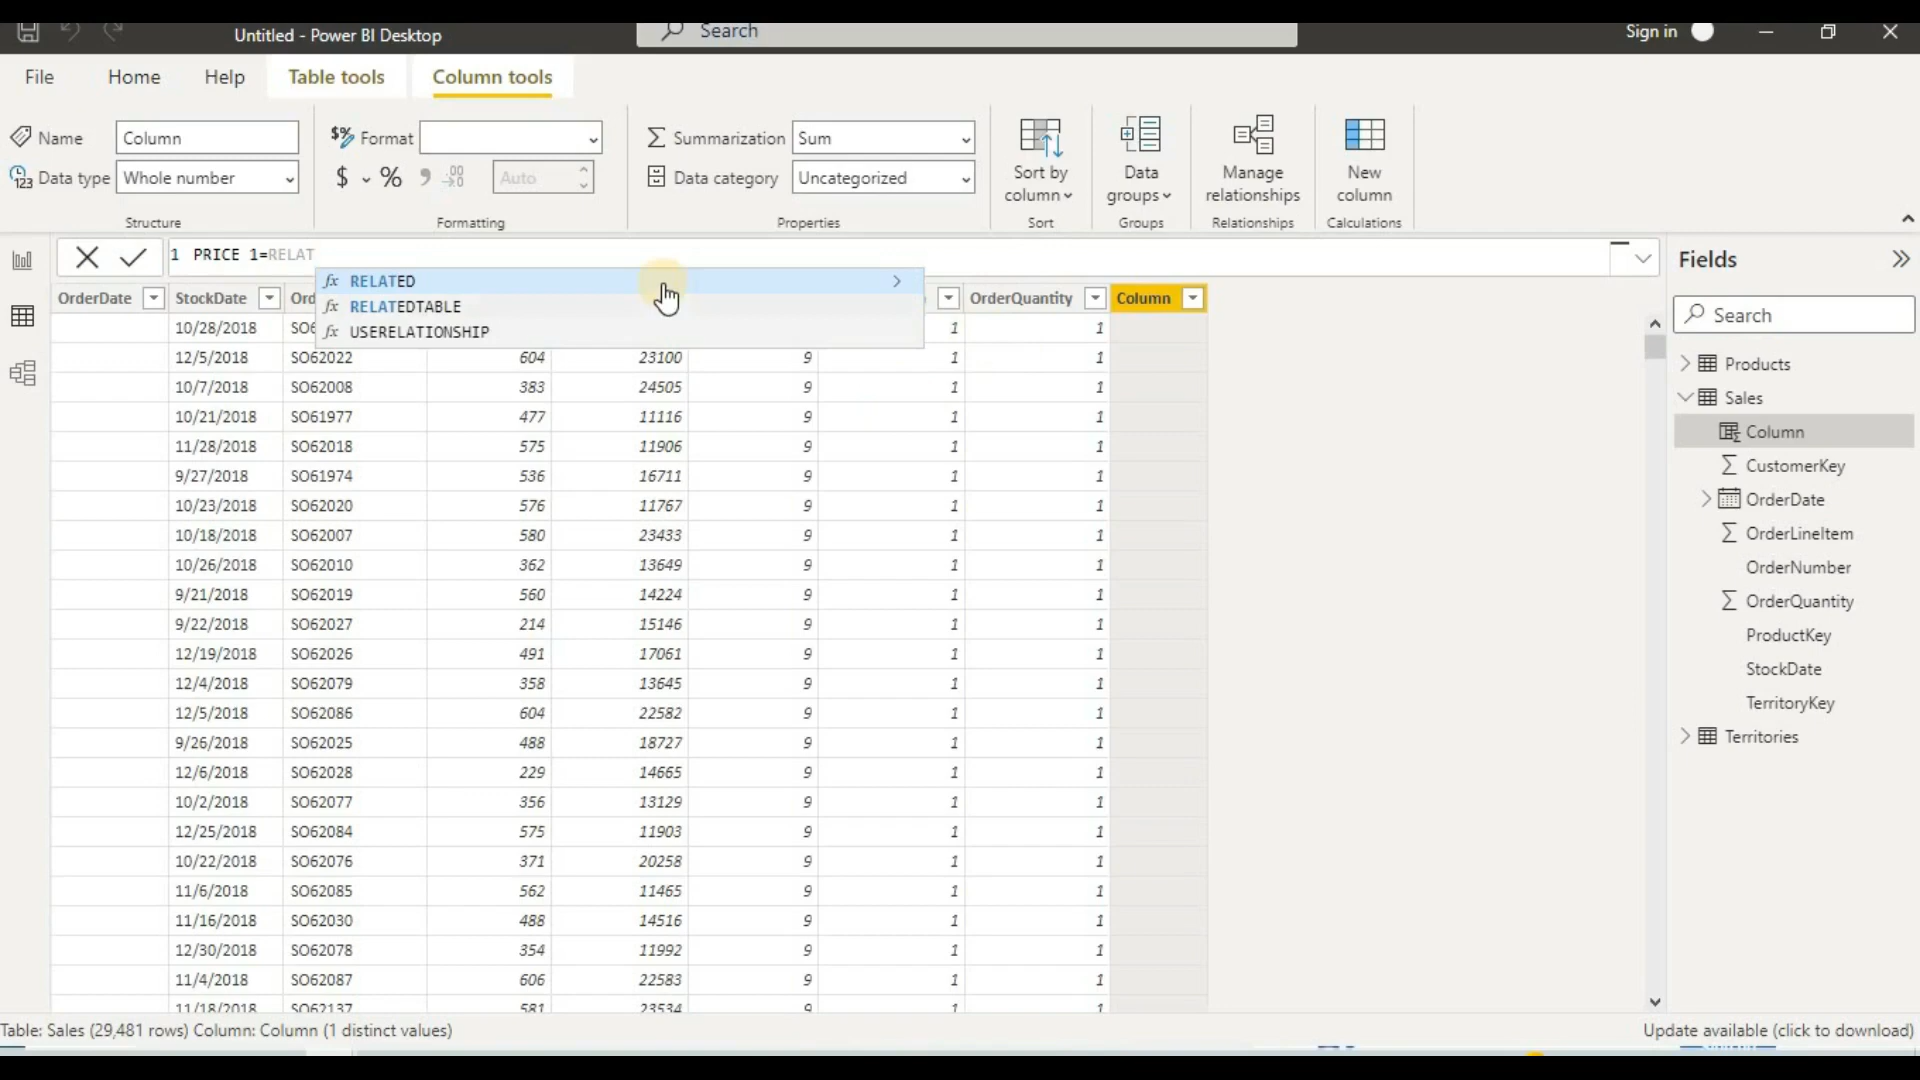 Untitled - Power BI Desktop
Search
Sign in
File Home Help Table tools Column tools
Name Column
Format
Summarization Sum
Data type Whole number
$ % Auto
Data category Uncategorized
Sort by column
Data groups
Manage relationships
New column
Structure Formatting Properties Sort Groups Relationships Calculations
1 PRICE 1=RELAT
fx RELATED
fx RELATEDTABLE
fx USERELATIONSHIP
OrderDate StockDate Ord OrderQuantity Column
10/28/2018 SO6 1 1
12/5/2018 SO62022 604 23100 9 1 1
10/7/2018 SO62008 383 24505 9 1 1
10/21/2018 SO61977 477 11116 9 1 1
11/28/2018 SO62018 575 11906 9 1 1
9/27/2018 SO61974 536 16711 9 1 1
10/23/2018 SO62020 576 11767 9 1 1
10/18/2018 SO62007 580 23433 9 1 1
10/26/2018 SO62010 362 13649 9 1 1
9/21/2018 SO62019 560 14224 9 1 1
9/22/2018 SO62027 214 15146 9 1 1
12/19/2018 SO62026 491 17061 9 1 1
12/4/2018 SO62079 358 13645 9 1 1
12/5/2018 SO62086 604 22582 9 1 1
9/26/2018 SO62025 488 18727 9 1 1
12/6/2018 SO62028 229 14665 9 1 1
10/2/2018 SO62077 356 13129 9 1 1
12/25/2018 SO62084 575 11903 9 1 1
10/22/2018 SO62076 371 20258 9 1 1
11/6/2018 SO62085 562 11465 9 1 1
11/16/2018 SO62030 488 14516 9 1 1
12/30/2018 SO62078 354 11992 9 1 1
11/4/2018 SO62087 606 22583 9 1 1
11/18/2018 SO62137 581 23534 9 1 1
Fields
Search
Products
Sales
Column
CustomerKey
OrderDate
OrderLineItem
OrderNumber
OrderQuantity
ProductKey
StockDate
TerritoryKey
Territories
Table: Sales (29,481 rows) Column: Column (1 distinct values)
Update available (click to download)